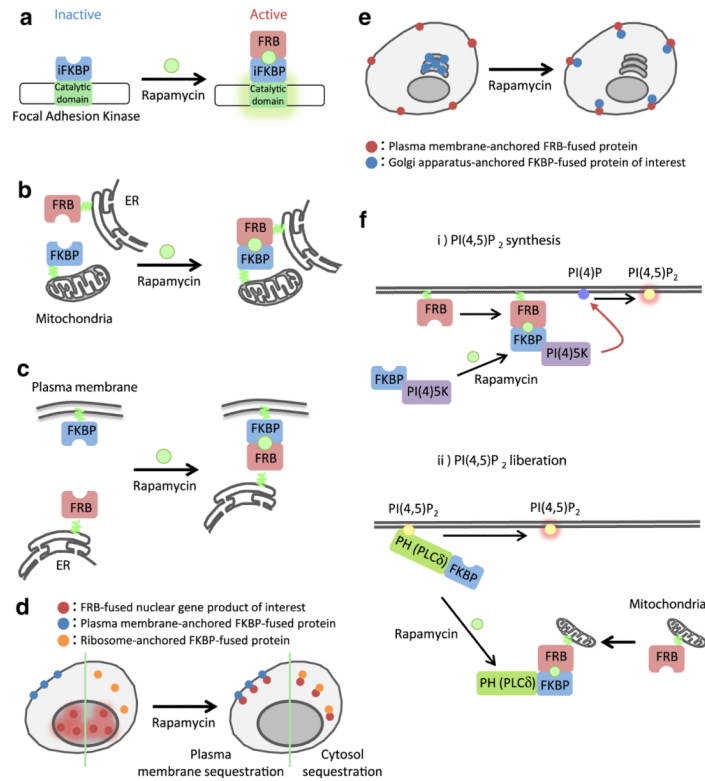 a
Inactive
Active
FRB
iFKBP
iFKBP
Catalytic
domain
Rapamycin
Catalytic
domain
Focal Adhesion Kinase
b
FRB
ER
FKBP
Rapamycin
FRB
FKBP
Mitochondria
c
Plasma membrane
FKBP
FRB
Rapamycin
FKBP
FRB
ER
d
: FRB-fused nuclear gene product of interest
: Plasma membrane-anchored FKBP-fused protein
: Ribosome-anchored FKBP-fused protein
Rapamycin
Plasma
membrane sequestration
Cytosol
sequestration
e
Rapamycin
: Plasma membrane-anchored FRB-fused protein
: Golgi apparatus-anchored FKBP-fused protein of interest
f
i ) PI(4,5)P₂ synthesis
PI(4)P
PI(4,5)P₂
FRB
FRB
FKBP
PI(4)5K
FKBP
PI(4)5K
Rapamycin
ii ) PI(4,5)P₂ liberation
PI(4,5)P₂
PI(4,5)P₂
PH (PLCδ)
FKBP
Rapamycin
Mitochondria
FRB
FRB
PH (PLCδ)
FKBP